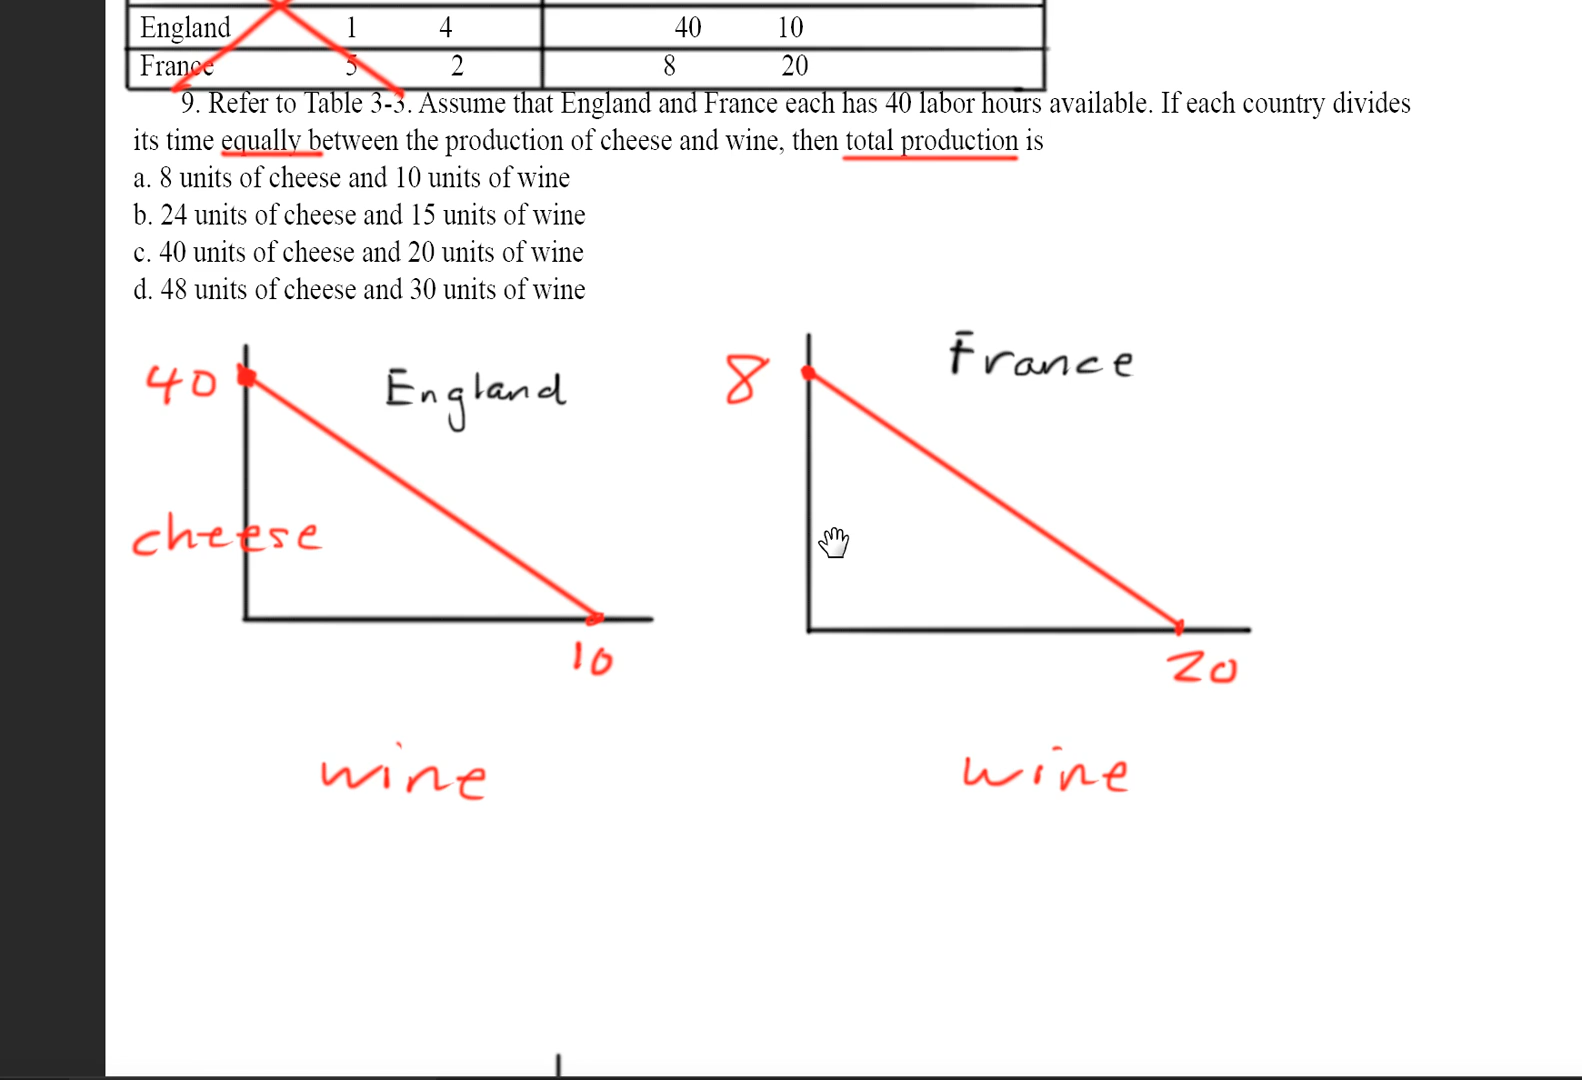 England 1 4 40 10
France 5 2 8 20
9. Refer to Table 3-3. Assume that England and France each has 40 labor hours available. If each country divides
its time equally between the production of cheese and wine, then total production is
a. 8 units of cheese and 10 units of wine
b. 24 units of cheese and 15 units of wine
c. 40 units of cheese and 20 units of wine
d. 48 units of cheese and 30 units of wine
40 England
8 France
cheese
10
20
wine
wine